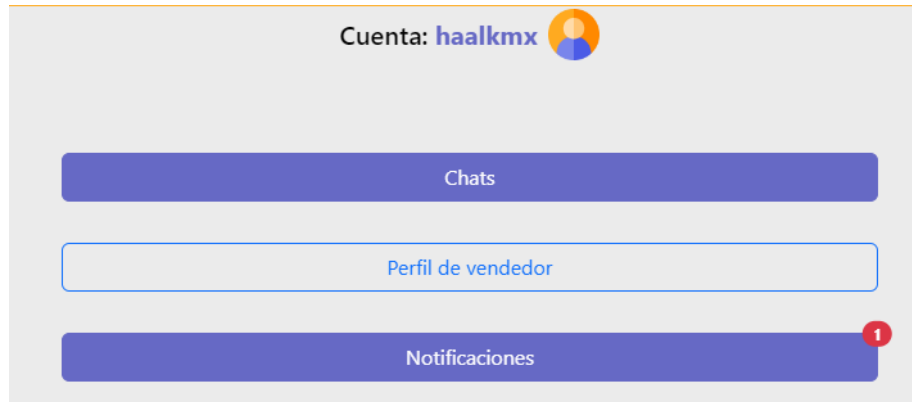 Cuenta: haalkmx
Chats
Perfil de vendedor
1
Notificaciones